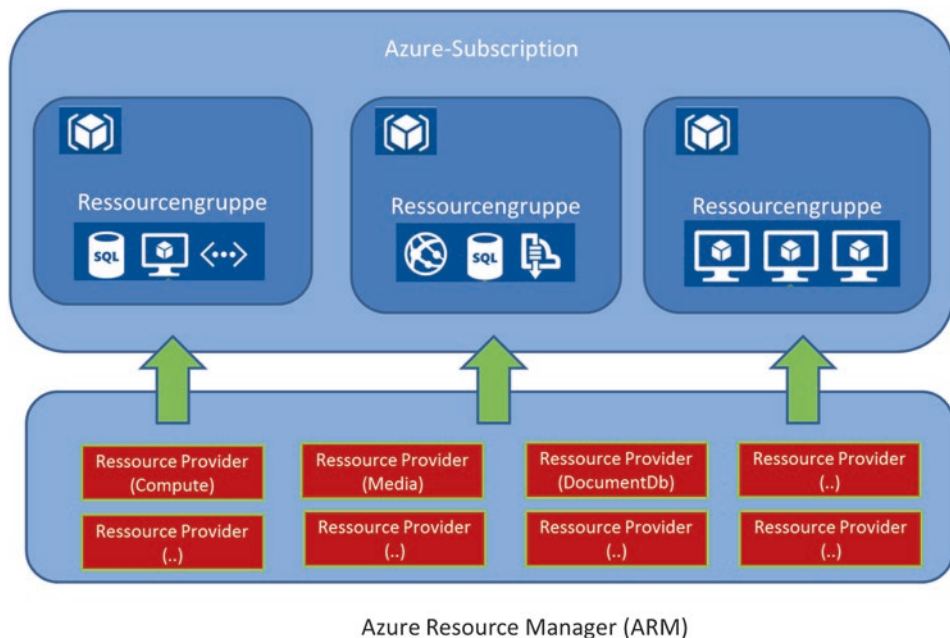 Azure-Subscription
Ressourcengruppe
SQL
Ressourcengruppe
SQL
Ressourcengruppe
Ressource Provider
(Compute)
Ressource Provider
(Media)
Ressource Provider
(DocumentDb)
Ressource Provider
(..)
Ressource Provider
(..)
Ressource Provider
(..)
Ressource Provider
(..)
Ressource Provider
(..)
Azure Resource Manager (ARM)